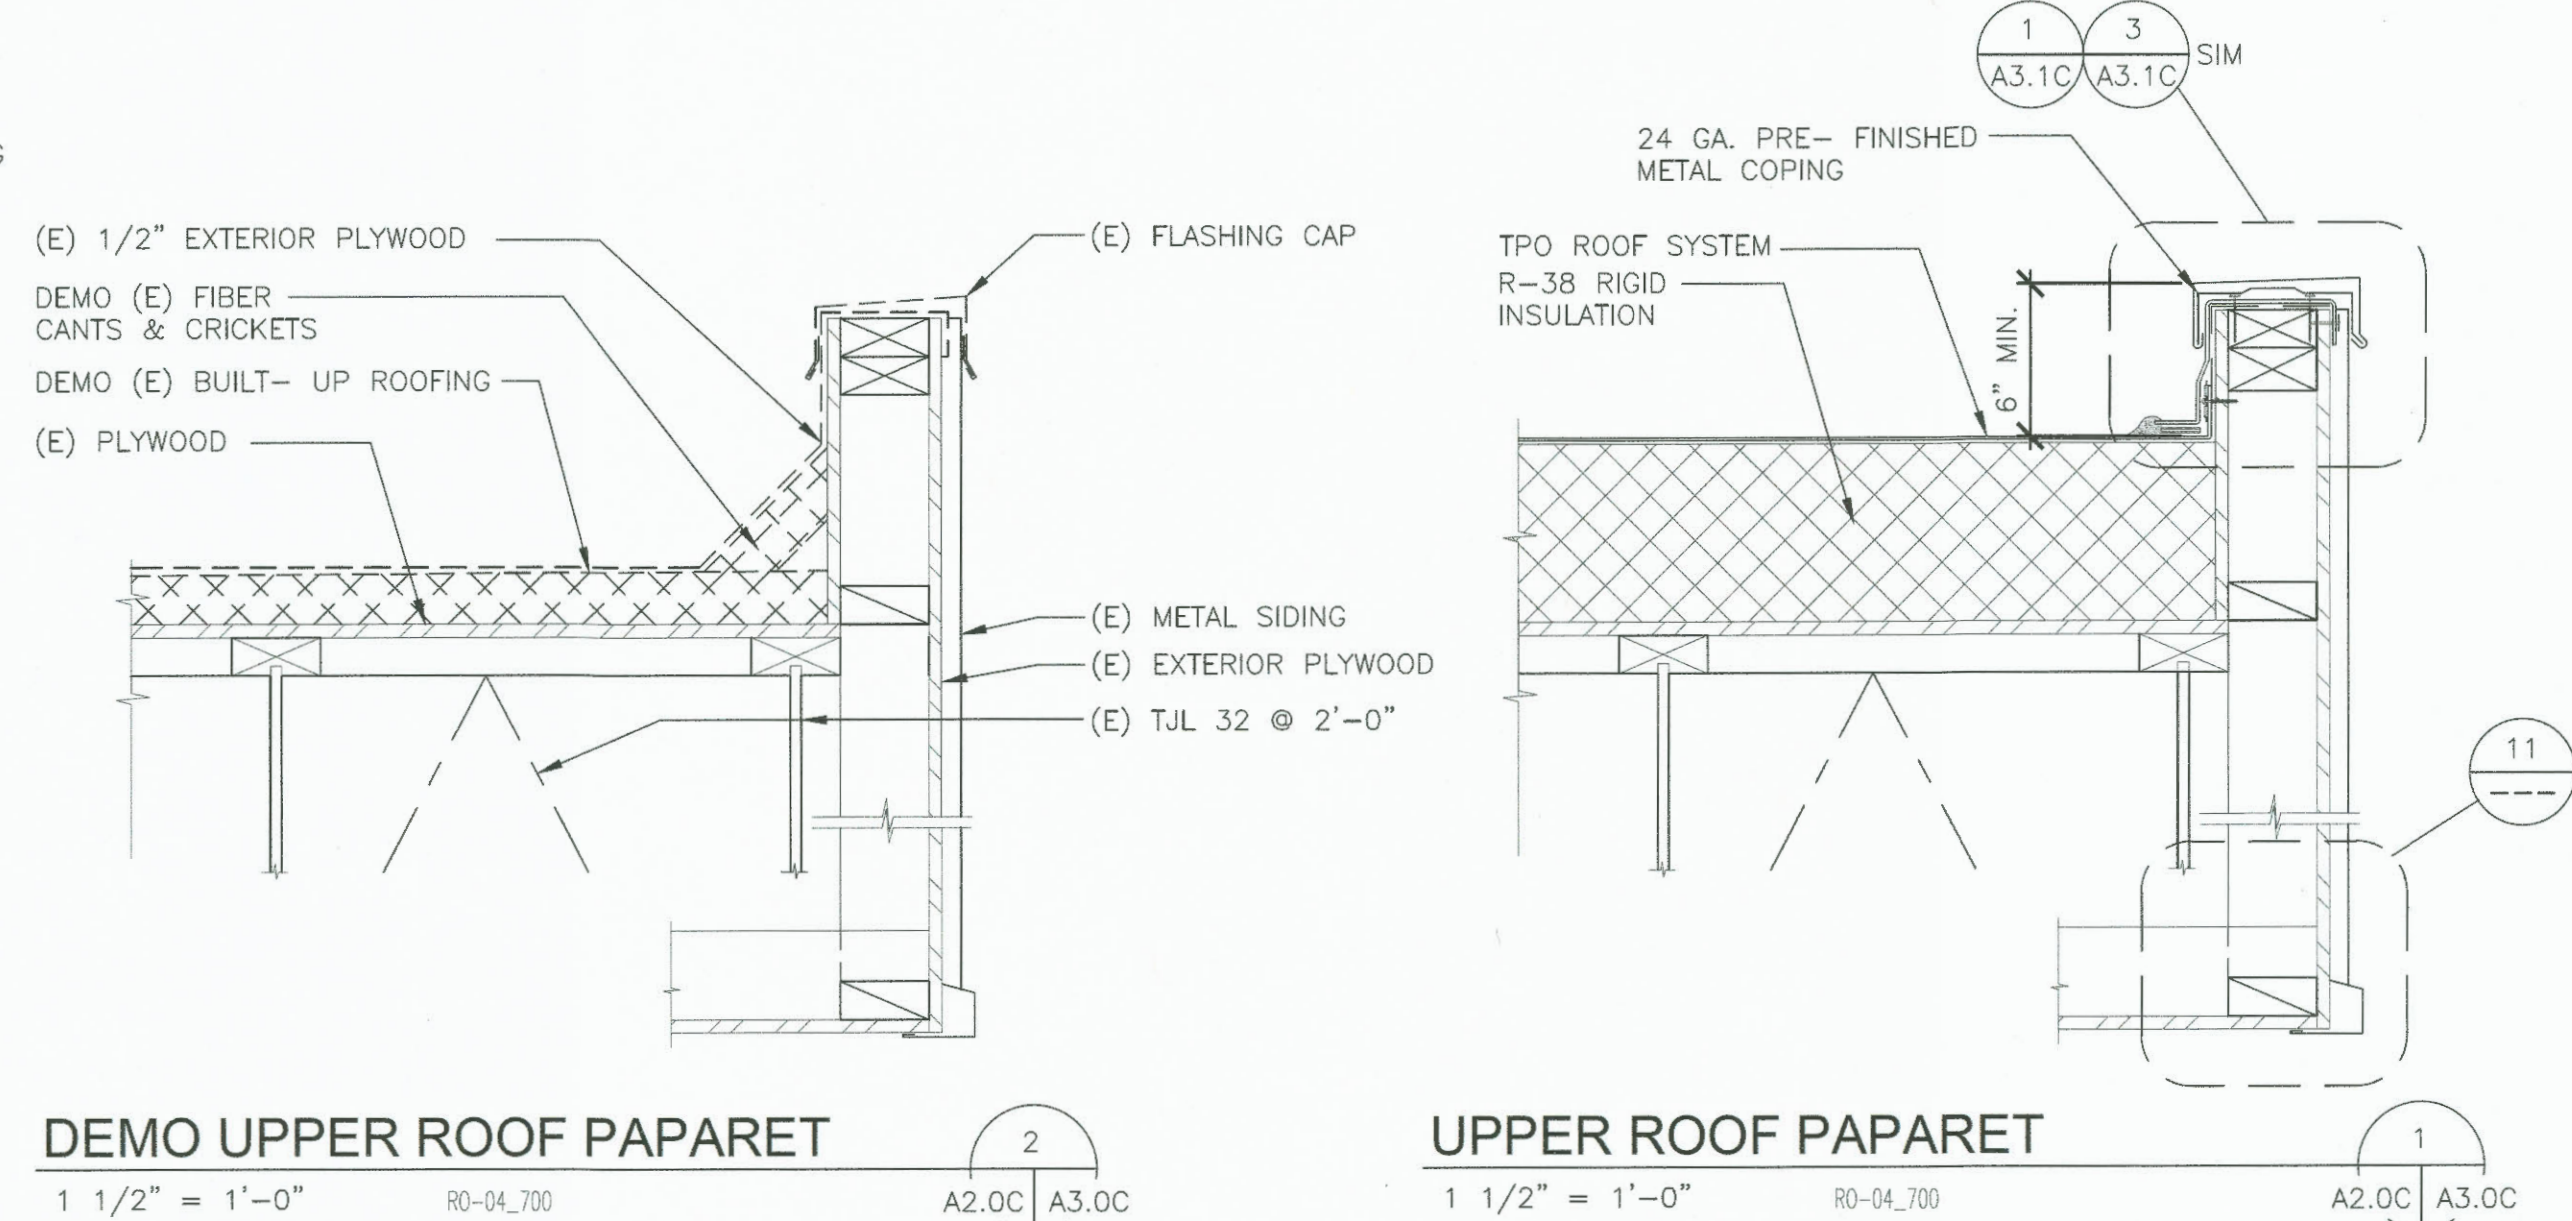 (E) 1/2" EXTERIOR PLYWOOD
DEMO (E) FIBER
CANTS & CRICKETS
DEMO (E) BUILT- UP ROOFING
(E) PLYWOOD
(E) FLASHING CAP
(E) METAL SIDING
(E) EXTERIOR PLYWOOD
(E) TJL 32 @ 2'-0"
DEMO UPPER ROOF PAPARET
1 1/2" = 1'-0"
RO-04_700
2
A2.0C
A3.0C
1
A3.1C
3
A3.1C
SIM
24 GA. PRE- FINISHED
METAL COPING
TPO ROOF SYSTEM
R-38 RIGID
INSULATION
6" MIN.
11
UPPER ROOF PAPARET
1 1/2" = 1'-0"
RO-04_700
1
A2.0C
A3.0C